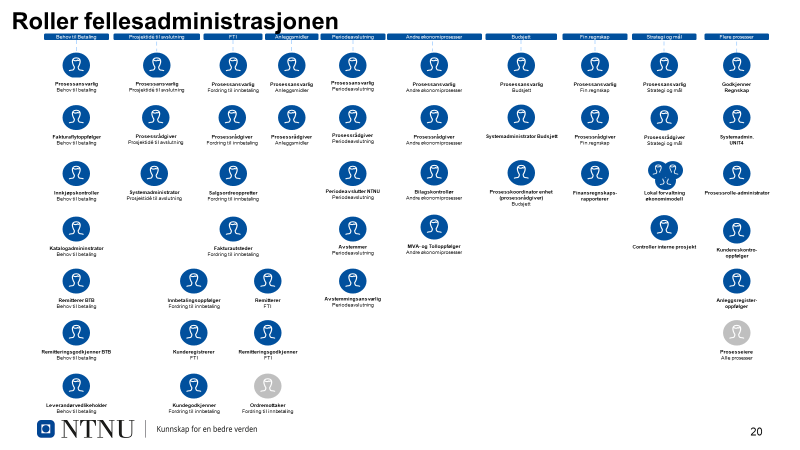 Roller fellesadministrasjonen
Behov til Betaling
Prosjektidé til avslutning
FTI
Anleggsmidler
Periodeavslutning
Andre økonomiprosesser
Budsjett
Fin.regnskap
Strategi og mål
Flere prosesser
Prosessansvarlig
Behov til betaling
Prosessansvarlig
Prosjektidé til avslutning
Prosessansvarlig
Fordring til innbetaling
Prosessansvarlig
Anleggsmidler
Prosessansvarlig
Periodeavslutning
Prosessansvarlig
Andre økonomiprosesser
Prosessansvarlig
Budsjett
Prosessansvarlig
Fin.regnskap
Prosessansvarlig
Strategi og mål
Godkjenner
Regnskap
Fakturaflytoppfølger
Behov til betaling
Prosessrådgiver
Prosjektidé til avslutning
Prosessrådgiver
Fordring til innbetaling
Prosessrådgiver
Anleggsmidler
Prosessrådgiver
Periodeavslutning
Prosessrådgiver
Andre økonomiprosesser
Systemadministrator Budsjett
Prosessrådgiver
Fin.regnskap
Prosessrådgiver
Strategi og mål
Systemadmin.
UNIT4
Innkjøpskontroller
Behov til betaling
Systemadministrator
Prosjektidé til avslutning
Salgsordreoppretter
Fordring til innbetaling
Periodeavslutter NTNU
Periodeavslutning
Bilagskontrollør
Andre økonomiprosesser
Prosesskoordinator enhet
(prosessrådgiver)
Budsjett
Finansregnskaps-
rapporterer
Lokal forvaltning
økonomimodell
Prosessrolle-administrator
Katalogadmininstrator
Behov til betaling
Fakturautsteder
Fordring til innbetaling
Avstemmer
Periodeavslutning
MVA- og Tolloppfølger
Andre økonomiprosesser
Controller interne prosjekt
Kundereskontro-
oppfølger
Remitterer BTB
Behov til betaling
Innbetalingsoppfølger
Fordring til innbetaling
Remitterer
FTI
Avstemmingsansvarlig
Periodeavslutning
Anleggsregister-
oppfølger
Remitteringsgodkjenner BTB
Behov til betaling
Kunderegistrerer
FTI
Remitteringsgodkjenner
FTI
Prosesseiere
Alle prosesser
Leverandørvedlikeholder
Behov til betaling
Kundegodkjenner
Fordring til innbetaling
Ordremottaker
Fordring til innbetaling
NTNU
Kunnskap for en bedre verden
20